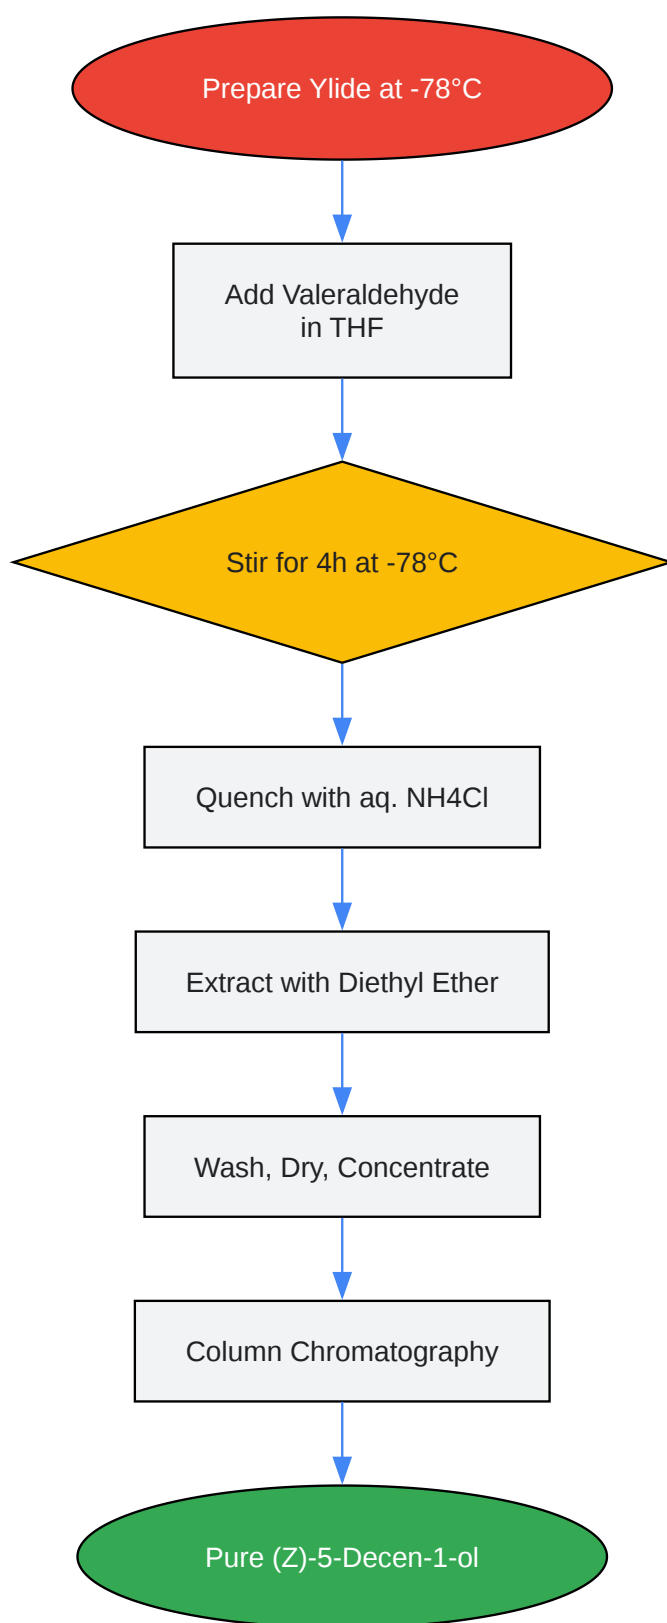 Prepare Ylide at -78°C
Add Valeraldehyde
in THF
Stir for 4h at -78°C
Quench with aq. NH4Cl
Extract with Diethyl Ether
Wash, Dry, Concentrate
Column Chromatography
Pure (Z)-5-Decen-1-ol